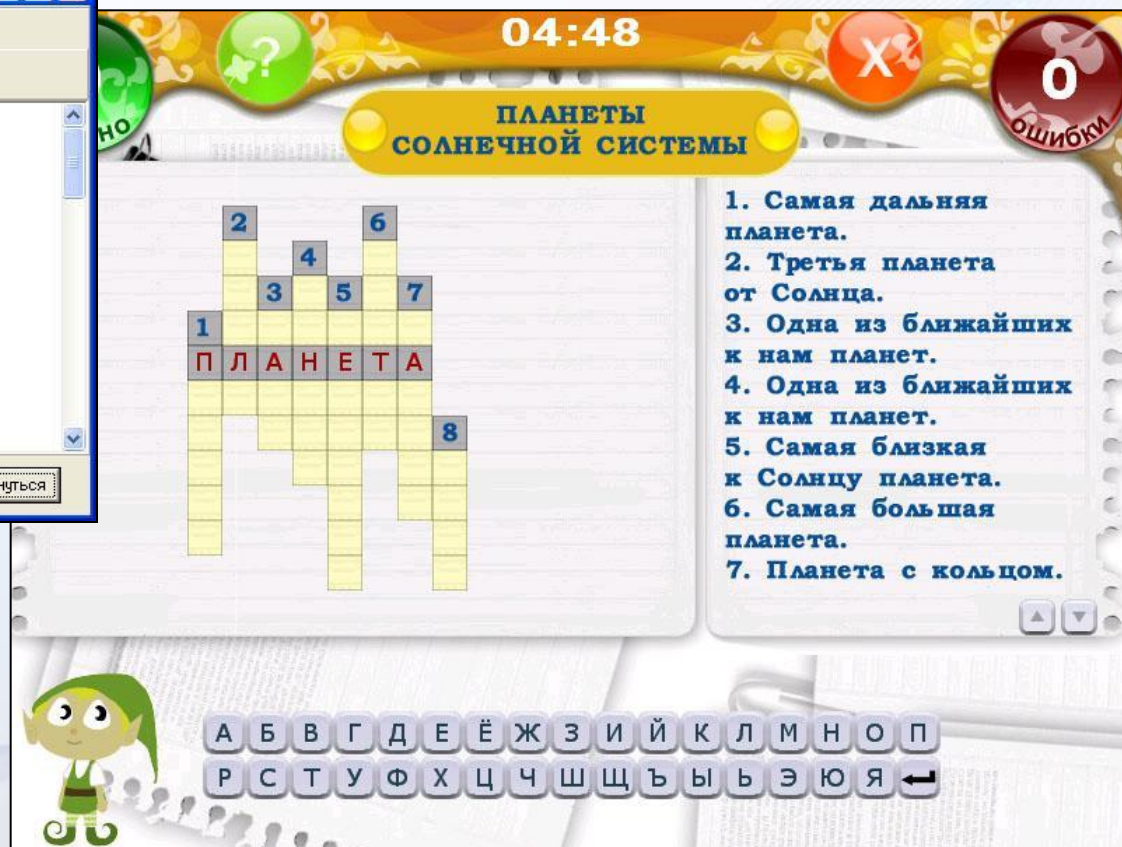 04:48
?
X
0
ОШИБКИ
НО
ПЛАНЕТЫ
СОЛНЕЧНОЙ СИСТЕМЫ
2 6
4
3 5 7
1
ПЛАНЕТА
8
1. Самая дальняя
планета.
2. Третья планета
от Солнца.
3. Одна из ближайших
к нам планет.
4. Одна из ближайших
к нам планет.
5. Самая близкая
к Солнцу планета.
6. Самая большая
планета.
7. Планета с кольцом.
нуться
А Б В Г Д Е Ё Ж З И Й К Л М Н О П
Р С Т У Ф Х Ц Ч Ш Щ Ъ Ы Ь Э Ю Я